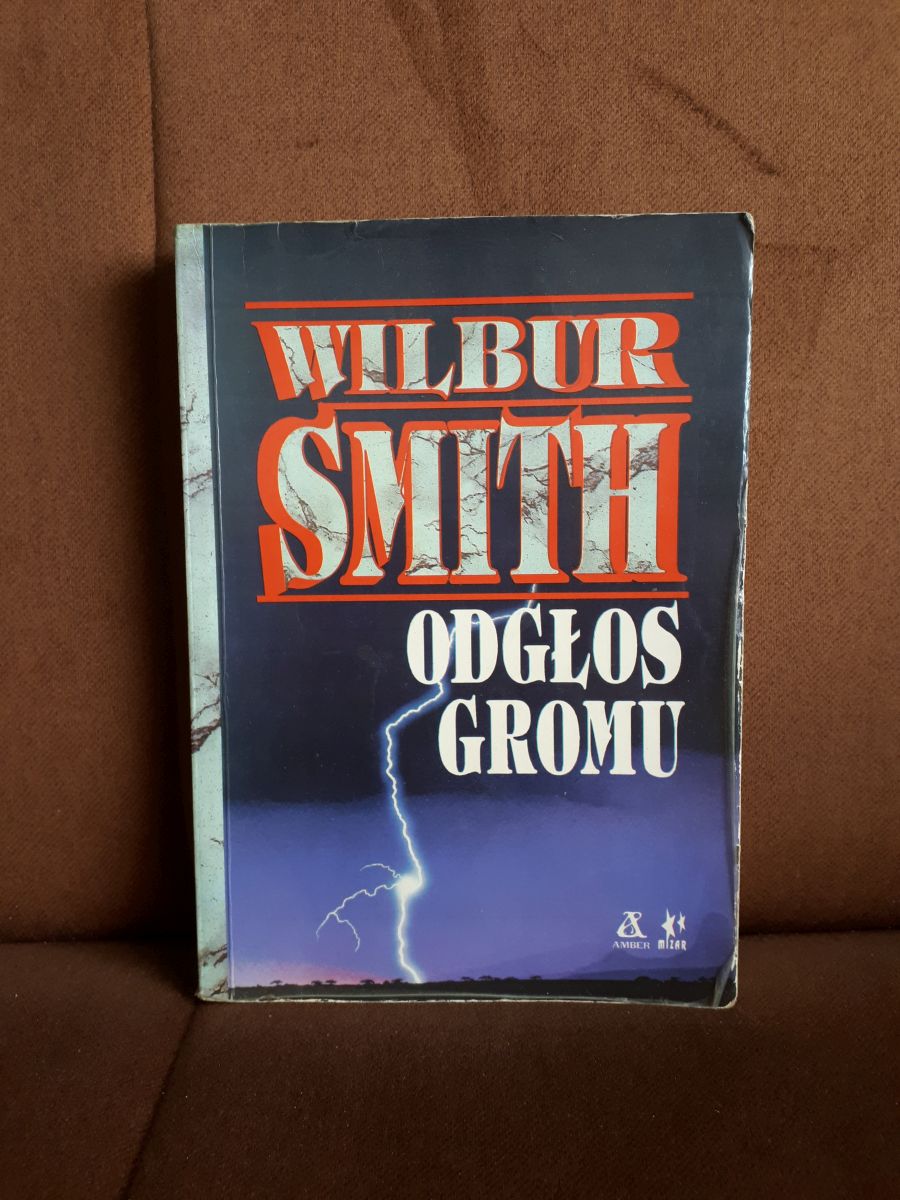 WILBUR
SMITH
ODGŁOS
GROMU
AMBER
MIZAR